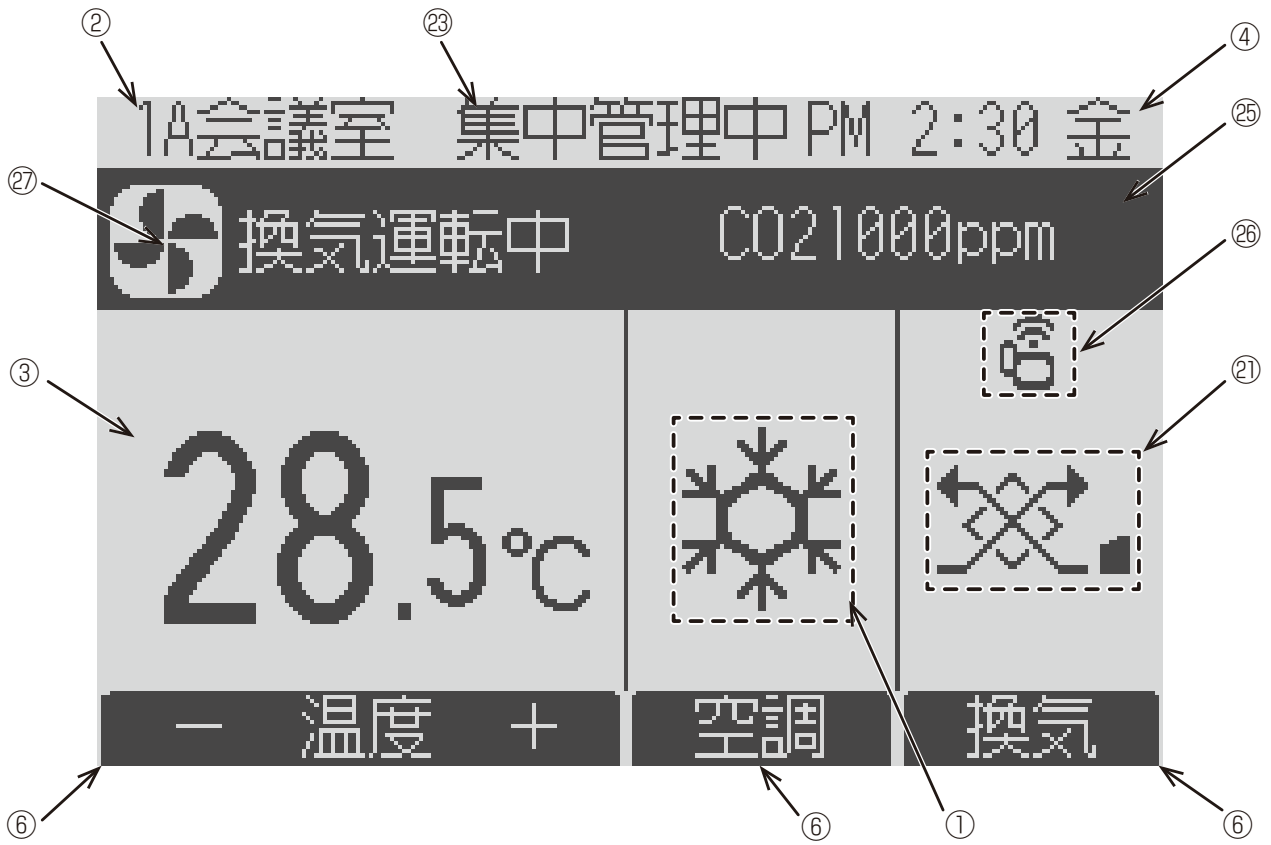 ② ㉓ ④
1A会議室 集中管理中 PM 2:30 金
㉕
㉗ 換気運転中 CO21000ppm
㉖
③ ㉑
28.5℃
− 温度 + 空調 換気
⑥ ⑥ ① ⑥